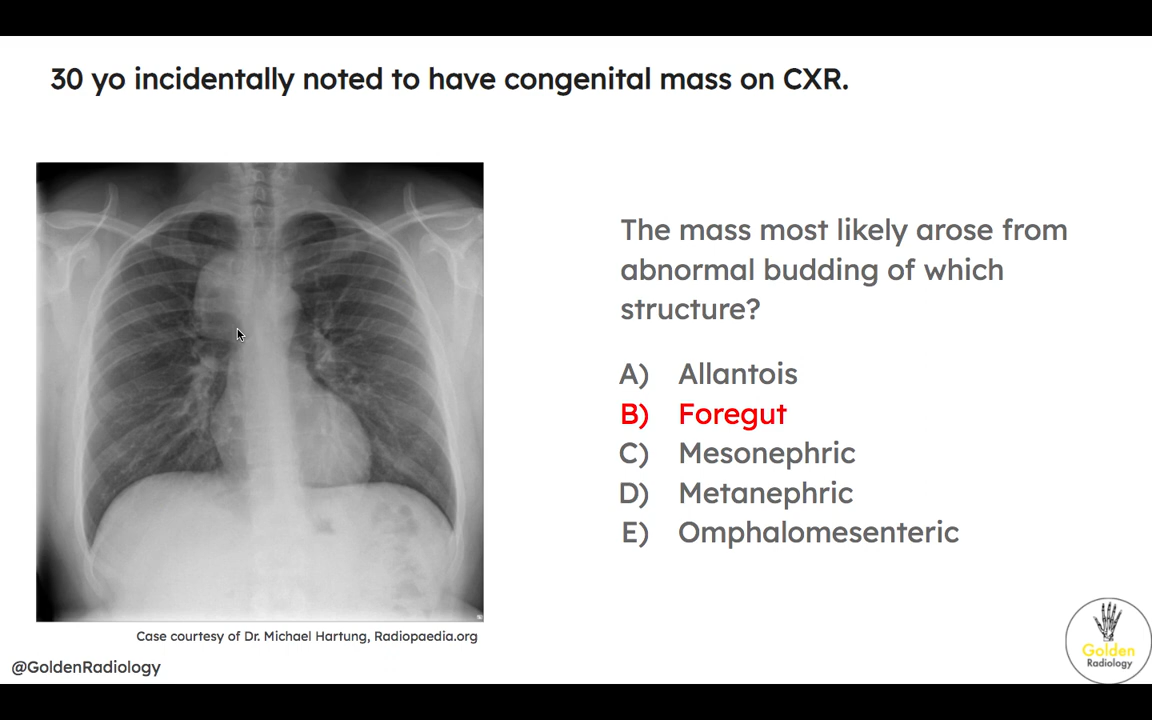 30 yo incidentally noted to have congenital mass on CXR.
The mass most likely arose from
abnormal budding of which
structure?
A) Allantois
B) Foregut
C) Mesonephric
D) Metanephric
E) Omphalomesenteric
Case courtesy of Dr. Michael Hartung, Radiopaedia.org
@GoldenRadiology
Golden
Radiology